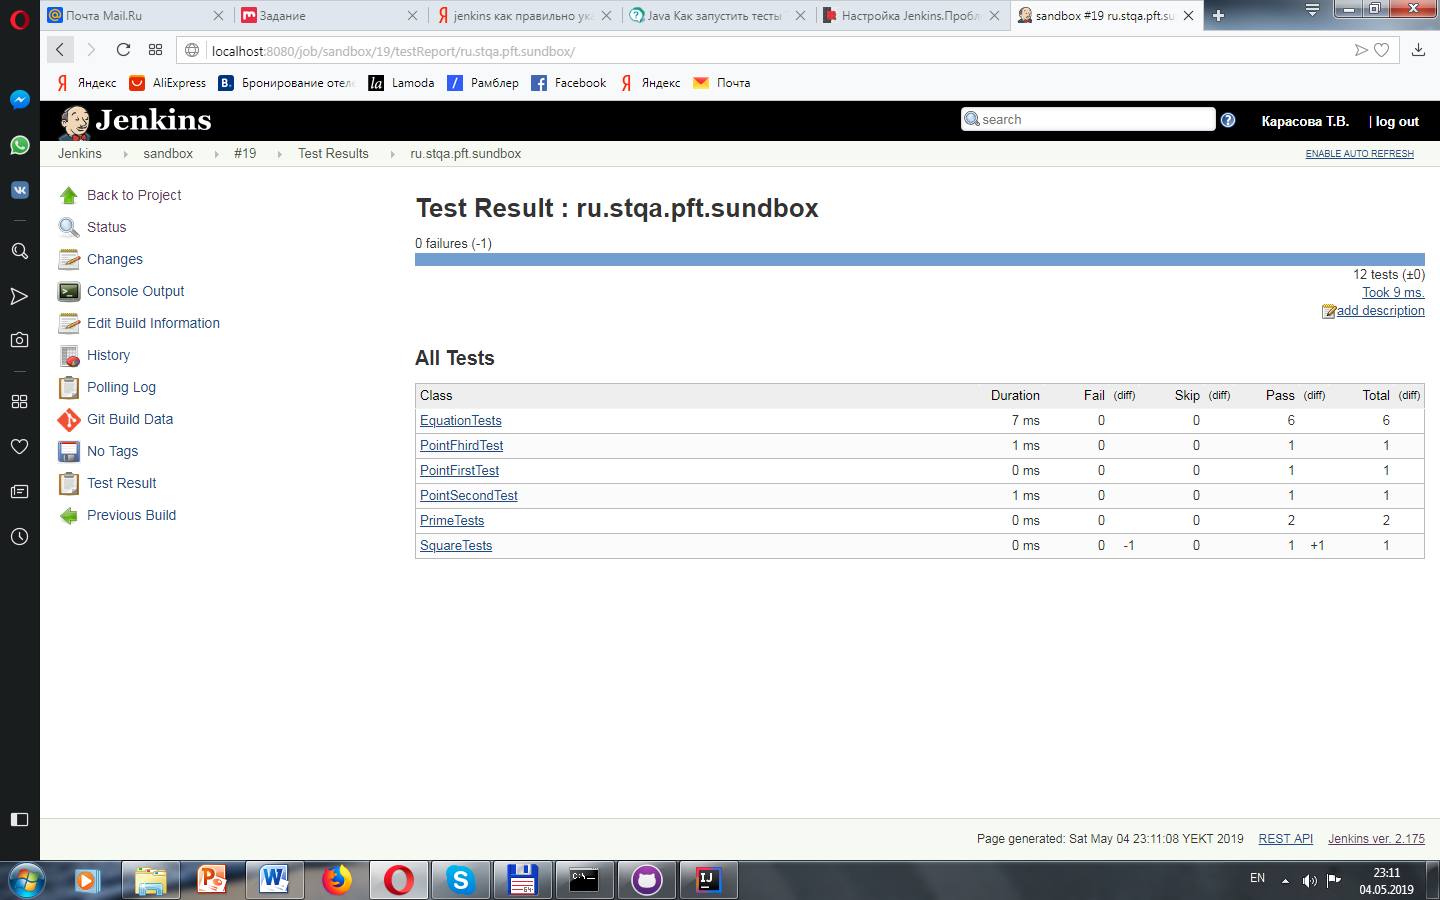 Почта Mail.Ru
Задание
jenkins как правильно ука
Java Как запустить тесты
Настройка Jenkins.Пробл
sandbox #19 ru.stqa.pft.su
localhost:8080/job/sandbox/19/testReport/ru.stqa.pft.sundbox/
Яндекс
AliExpress
Бронирование отеле
Lamoda
Рамблер
Facebook
Яндекс
Почта
Jenkins
search
Карасова Т.В.
| log out
Jenkins
sandbox
#19
Test Results
ru.stqa.pft.sundbox
ENABLE AUTO REFRESH
Back to Project
Status
Changes
Console Output
Edit Build Information
History
Polling Log
Git Build Data
No Tags
Test Result
Previous Build
Test Result : ru.stqa.pft.sundbox
0 failures (-1)
12 tests (±0)
Took 9 ms.
add description
All Tests
Class Duration Fail (diff) Skip (diff) Pass (diff) Total (diff)
EquationTests 7 ms 0 0 6 6
PointFhirdTest 1 ms 0 0 1 1
PointFirstTest 0 ms 0 0 1 1
PointSecondTest 1 ms 0 0 1 1
PrimeTests 0 ms 0 0 2 2
SquareTests 0 ms 0 -1 0 1 +1 1
Page generated: Sat May 04 23:11:08 YEKT 2019
REST API
Jenkins ver. 2.175
EN
23:11
04.05.2019